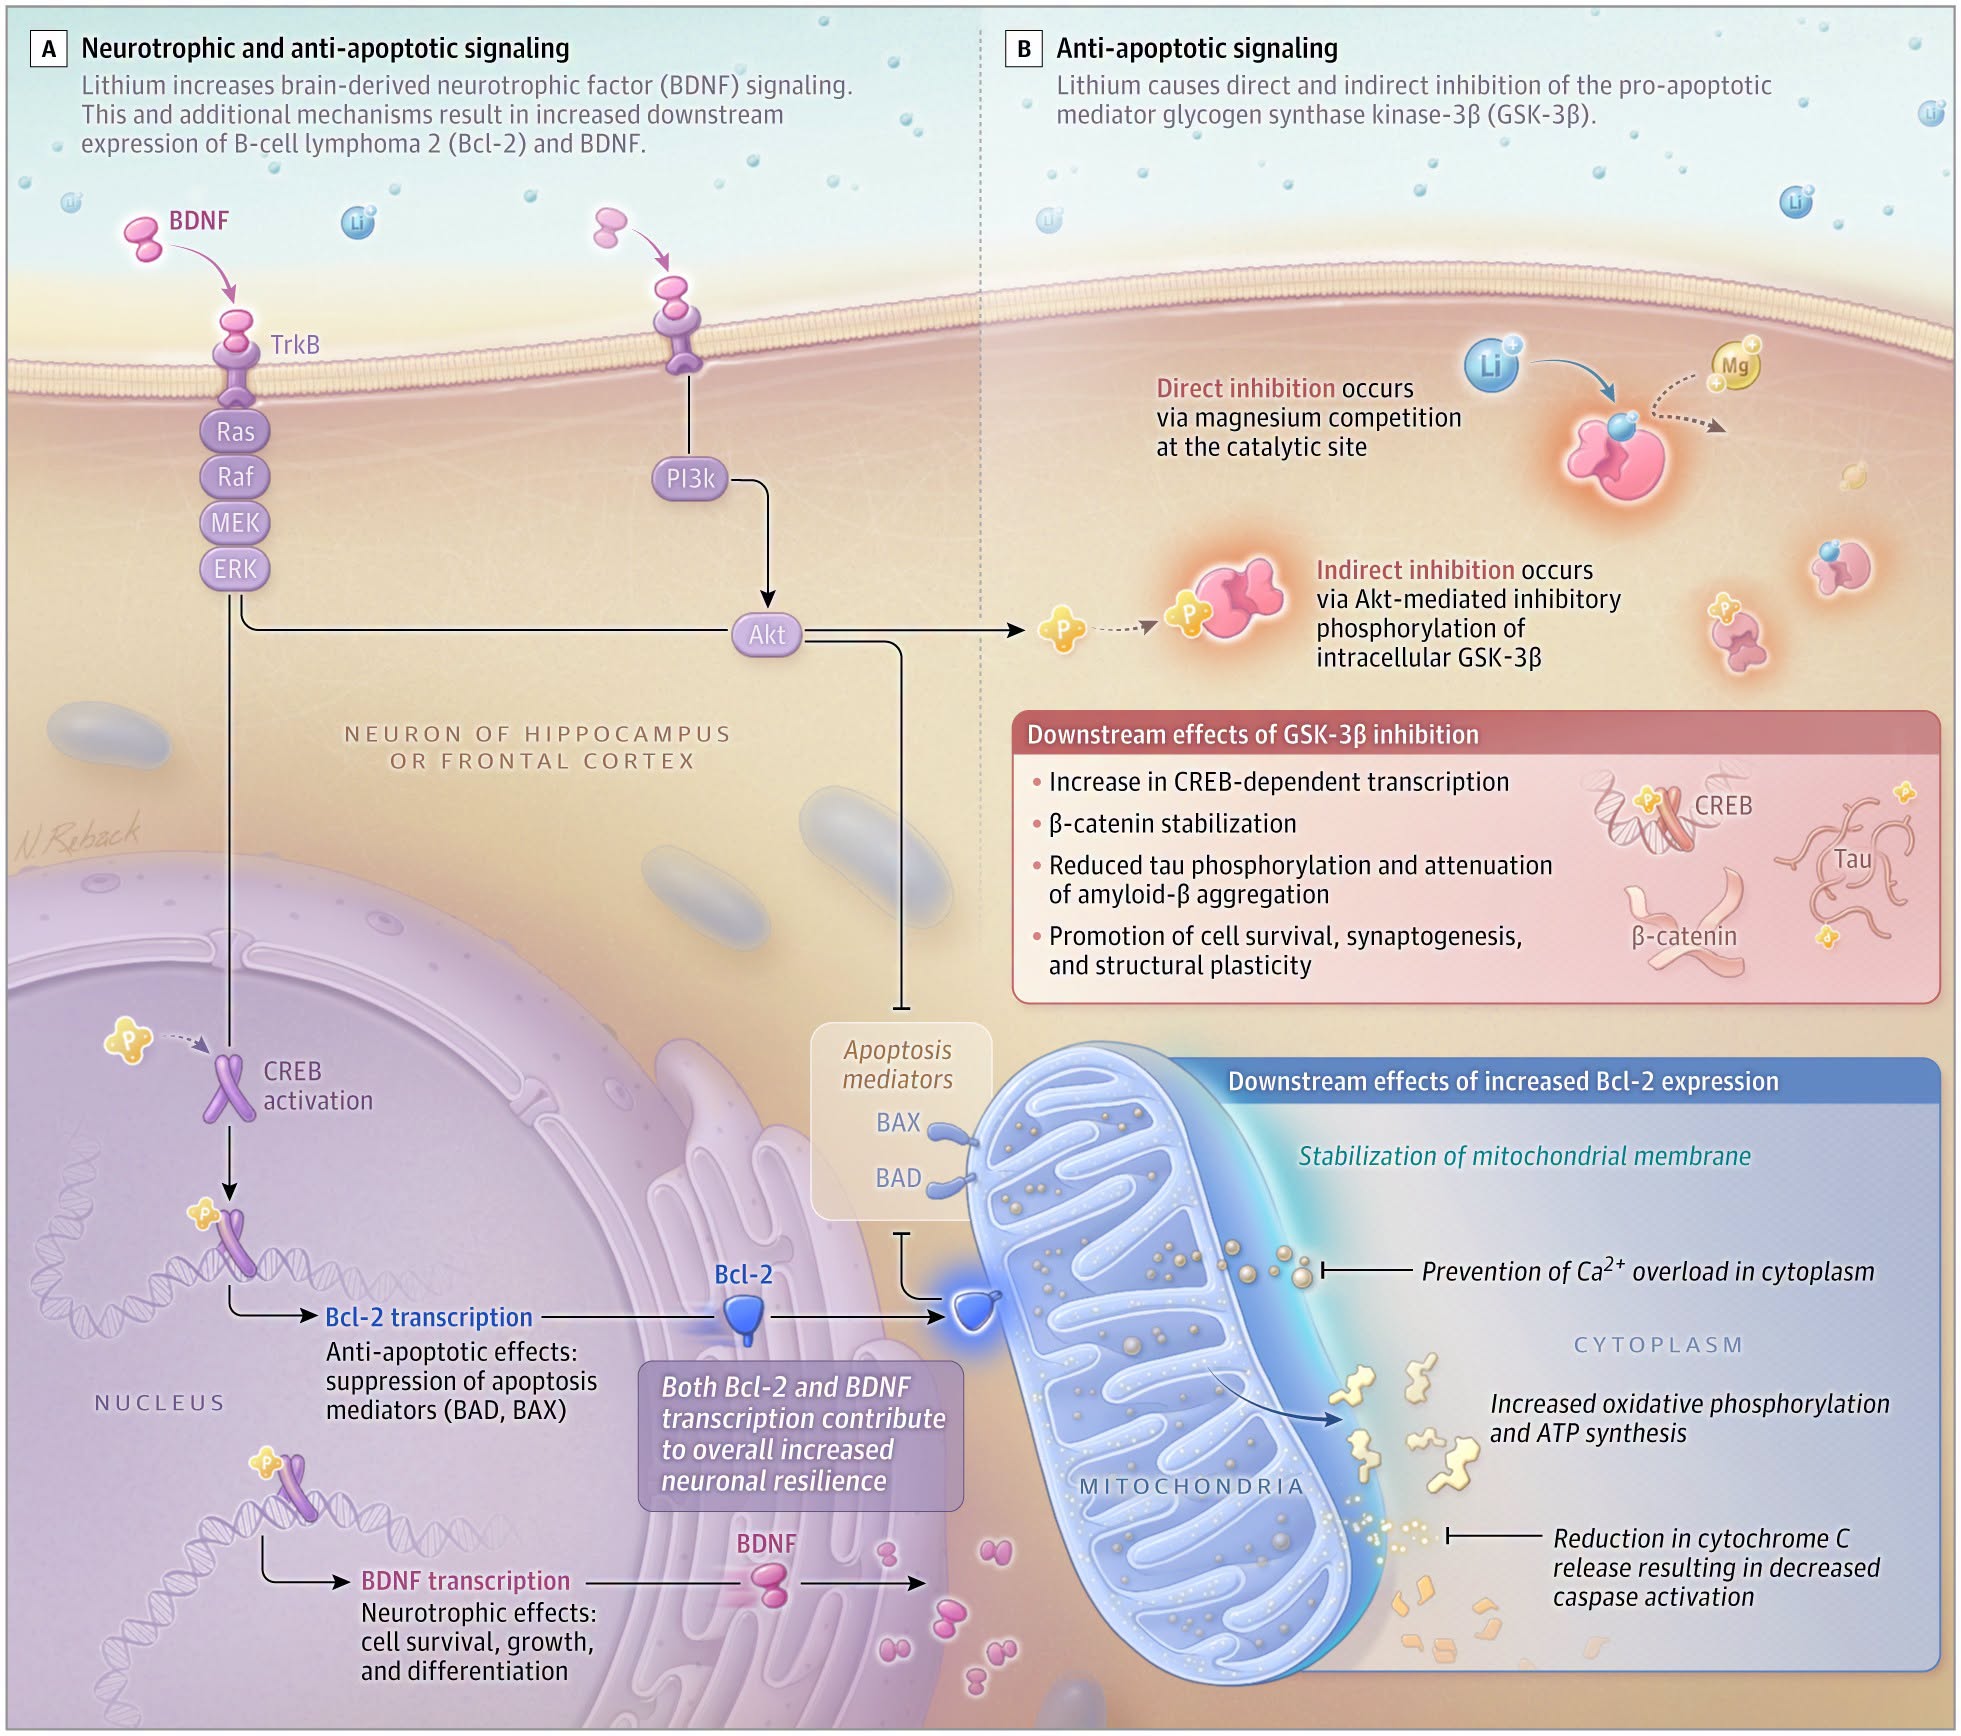 A Neurotrophic and anti-apoptotic signaling
Lithium increases brain-derived neurotrophic factor (BDNF) signaling.
This and additional mechanisms result in increased downstream
expression of B-cell lymphoma 2 (Bcl-2) and BDNF.
Li+
Li+
BDNF
TrkB
Ras
Raf
MEK
ERK
PI3k
Akt
NEURON OF HIPPOCAMPUS
OR FRONTAL CORTEX
N. Reback
P
CREB
activation
P
Bcl-2 transcription
Anti-apoptotic effects:
suppression of apoptosis
mediators (BAD, BAX)
NUCLEUS
P
BDNF transcription
Neurotrophic effects:
cell survival, growth,
and differentiation
Bcl-2
Both Bcl-2 and BDNF
transcription contribute
to overall increased
neuronal resilience
BDNF
Apoptosis
mediators
BAX
BAD
B Anti-apoptotic signaling
Lithium causes direct and indirect inhibition of the pro-apoptotic
mediator glycogen synthase kinase-3β (GSK-3β).
Li+
Li+
Li+
Direct inhibition occurs
via magnesium competition
at the catalytic site
Li+
Mg++
P
P
Indirect inhibition occurs
via Akt-mediated inhibitory
phosphorylation of
intracellular GSK-3β
P
Downstream effects of GSK-3β inhibition
• Increase in CREB-dependent transcription
• β-catenin stabilization
• Reduced tau phosphorylation and attenuation
of amyloid-β aggregation
• Promotion of cell survival, synaptogenesis,
and structural plasticity
P
CREB
P
Tau
β-catenin
P
Downstream effects of increased Bcl-2 expression
Stabilization of mitochondrial membrane
Prevention of Ca2+ overload in cytoplasm
CYTOPLASM
Increased oxidative phosphorylation
and ATP synthesis
MITOCHONDRIA
Reduction in cytochrome C
release resulting in decreased
caspase activation